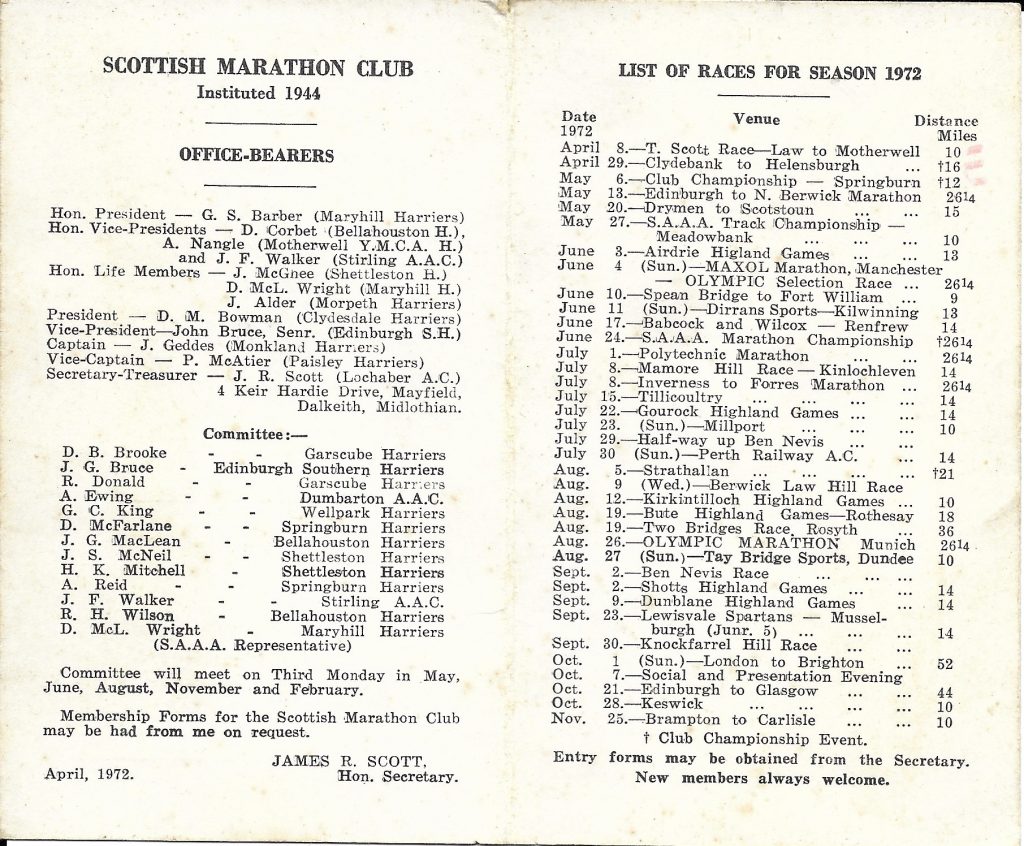 SCOTTISH MARATHON CLUB
Instituted 1944
OFFICE-BEARERS
Hon. President — G. S. Barber (Maryhill Harriers)
Hon. Vice-Presidents — D. Corbet (Bellahouston H.),
A. Nangle (Motherwell Y.M.C.A. H.)
and J. F. Walker (Stirling A.A.C.)
Hon. Life Members — J. McGhee (Shettleston H.)
D. McL. Wright (Maryhill H.)
J. Alder (Morpeth Harriers)
President — D. M. Bowman (Clydesdale Harriers)
Vice-President—John Bruce, Senr. (Edinburgh S.H.)
Captain — J. Geddes (Monkland Harriers)
Vice-Captain — P. McAtier (Paisley Harriers)
Secretary-Treasurer — J. R. Scott (Lochaber A.C.)
4 Keir Hardie Drive, Mayfield,
Dalkeith, Midlothian.
Committee:—
D. B. Brooke - - Garscube Harriers
J. G. Bruce - Edinburgh Southern Harriers
R. Donald - - Garscube Harriers
A. Ewing - - Dumbarton A.A.C.
G. C. King - - Wellpark Harriers
D. McFarlane - - Springburn Harriers
J. G. MacLean - Bellahouston Harriers
J. S. McNeil - - Shettleston Harriers
H. K. Mitchell - Shettleston Harriers
A. Reid - - Springburn Harriers
J. F. Walker - - Stirling A.A.C.
R. H. Wilson - Bellahouston Harriers
D. McL. Wright - Maryhill Harriers
(S.A.A.A. Representative)
Committee will meet on Third Monday in May,
June, August, November and February.
Membership Forms for the Scottish Marathon Club
may be had from me on request.
JAMES R. SCOTT,
April, 1972. Hon. Secretary.
LIST OF RACES FOR SEASON 1972
Date Venue Distance
1972 Miles
April 8.—T. Scott Race—Law to Motherwell 10
April 29.—Clydebank to Helensburgh ... †16
May 6.—Club Championship — Springburn †12
May 13.—Edinburgh to N. Berwick Marathon 26¼
May 20.—Drymen to Scotstoun ... ... 15
May 27.—S.A.A.A. Track Championship —
Meadowbank ... ... ... 10
June 3.—Airdrie Higland Games ... ... 13
June 4 (Sun.)—MAXOL Marathon, Manchester
— OLYMPIC Selection Race ... 26¼
June 10.—Spean Bridge to Fort William ... 9
June 11 (Sun.)—Dirrans Sports—Kilwinning 13
June 17.—Babcock and Wilcox — Renfrew 14
June 24.—S.A.A.A. Marathon Championship †26¼
July 1.—Polytechnic Marathon ... ... 26¼
July 8.—Mamore Hill Race — Kinlochleven 14
July 8.—Inverness to Forres Marathon ... 26¼
July 15.—Tillicoultry ... ... ... 14
July 22.—Gourock Highland Games ... ... 14
July 23. (Sun.)—Millport ... ... 10
July 29.—Half-way up Ben Nevis ... ...
July 30 (Sun.)—Perth Railway A.C. ... 14
Aug. 5.—Strathallan ... ... ... ... †21
Aug. 9 (Wed.)—Berwick Law Hill Race
Aug. 12.—Kirkintilloch Highland Games ... 10
Aug. 19.—Bute Highland Games—Rothesay 18
Aug. 19.—Two Bridges Race, Rosyth ... 36
Aug. 26.—OLYMPIC MARATHON Munich 26¼
Aug. 27 (Sun.)—Tay Bridge Sports, Dundee 10
Sept. 2.—Ben Nevis Race ... ... ...
Sept. 2.—Shotts Highland Games ... ... 14
Sept. 9.—Dunblane Highland Games ... 14
Sept. 23.—Lewisvale Spartans — Mussel-
burgh (Junr. 5) ... ... ... 14
Sept. 30.—Knockfarrel Hill Race ... ...
Oct. 1 (Sun.)—London to Brighton ... 52
Oct. 7.—Social and Presentation Evening
Oct. 21.—Edinburgh to Glasgow ... ... 44
Oct. 28.—Keswick ... ... ... ... 10
Nov. 25.—Brampton to Carlisle ... ... 10
† Club Championship Event.
Entry forms may be obtained from the Secretary.
New members always welcome.